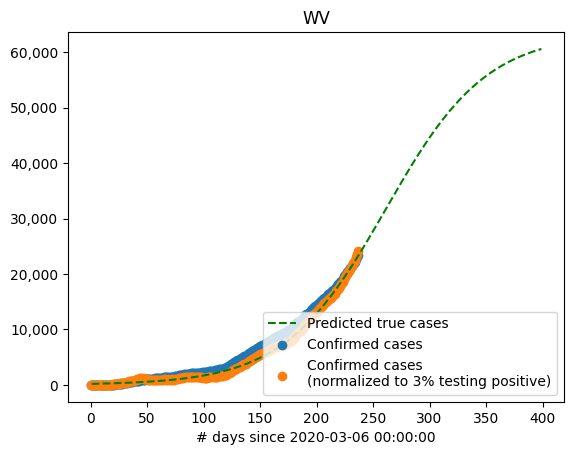 WV
60,000
50,000
40,000
30,000
20,000
10,000
0
Predicted true cases
Confirmed cases
Confirmed cases
(normalized to 3% testing positive)
0 50 100 150 200 250 300 350 400
# days since 2020-03-06 00:00:00